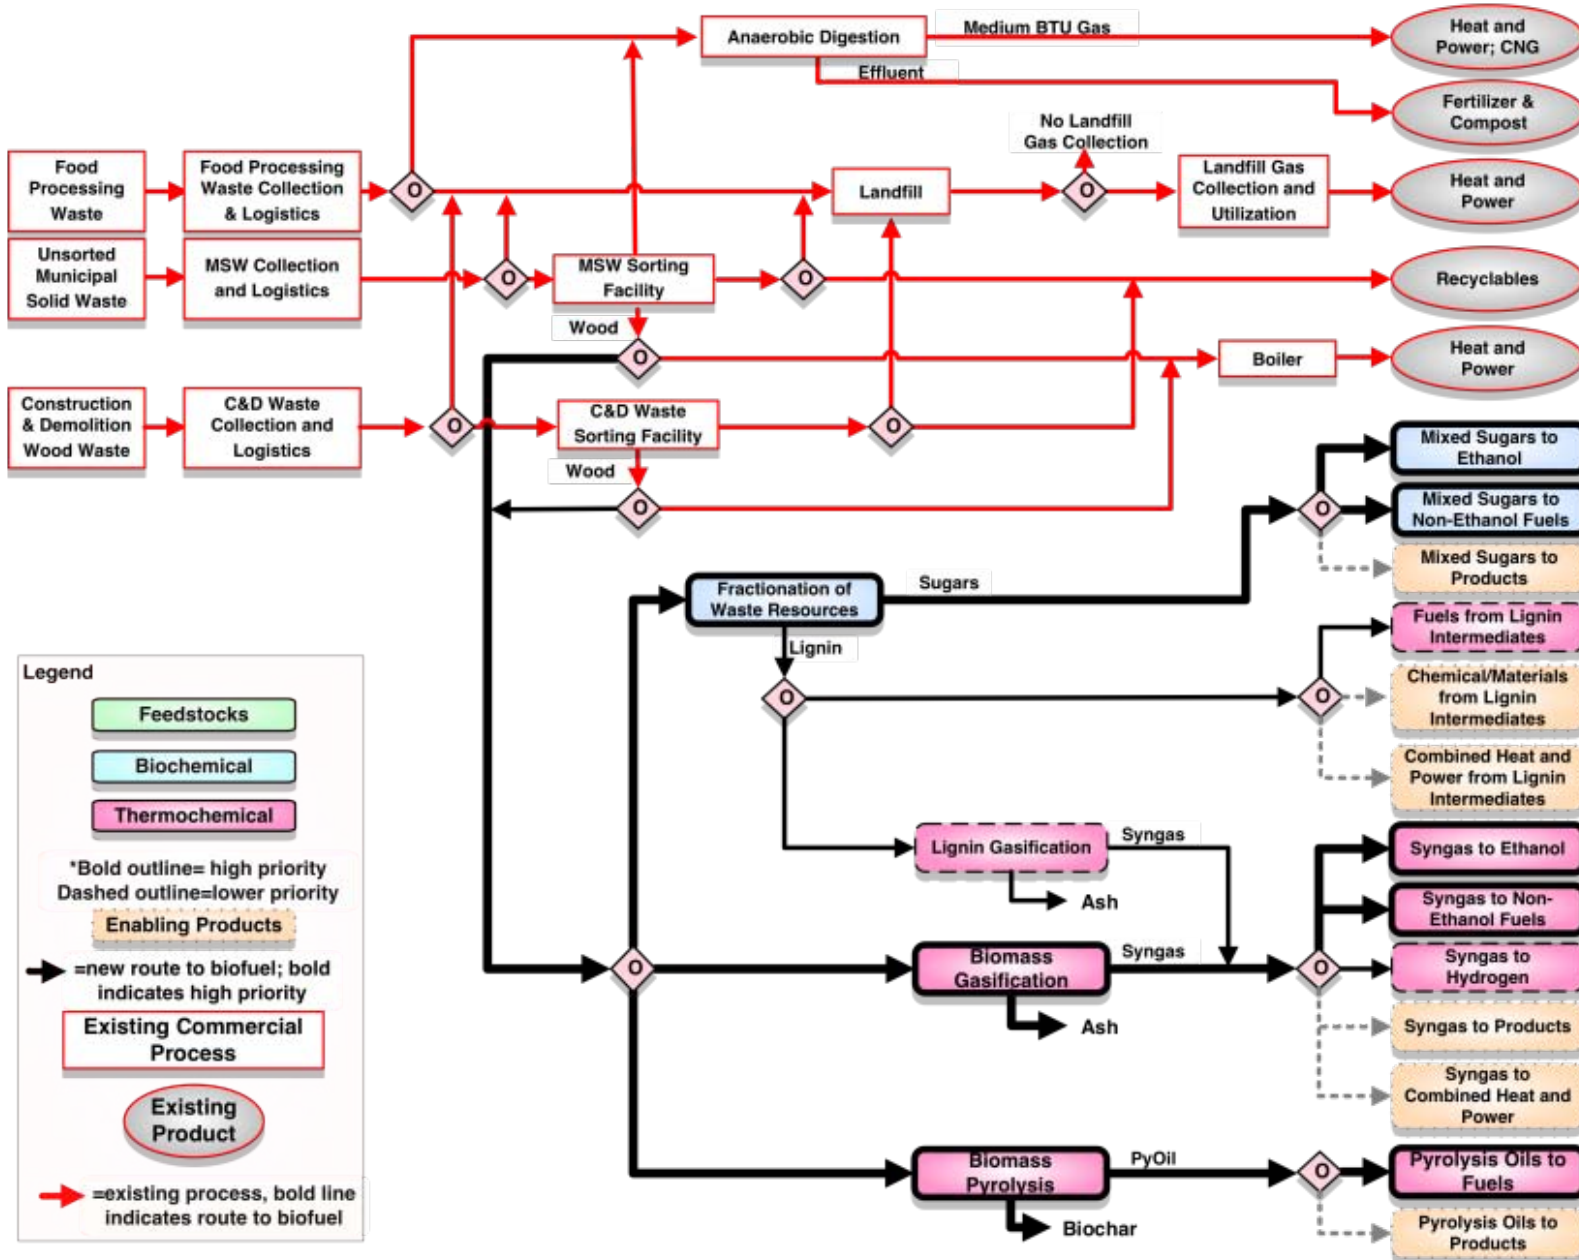 Anaerobic Digestion
Medium BTU Gas
Heat and
Power; CNG
Effluent
Fertilizer &
Compost
No Landfill
Gas Collection
Food
Processing
Waste
Food Processing
Waste Collection
& Logistics
O
Landfill
O
Landfill Gas
Collection and
Utilization
Heat and
Power
Unsorted
Municipal
Solid Waste
MSW Collection
and Logistics
O
MSW Sorting
Facility
O
Recyclables
Wood
O
Boiler
Heat and
Power
Construction
& Demolition
Wood Waste
C&D Waste
Collection and
Logistics
O
C&D Waste
Sorting Facility
O
Wood
O
Mixed Sugars to
Ethanol
O
Mixed Sugars to
Non-Ethanol Fuels
Mixed Sugars to
Products
Fractionation of
Waste Resources
Sugars
Lignin
O
Fuels from Lignin
Intermediates
O
Chemical/Materials
from Lignin
Intermediates
Combined Heat and
Power from Lignin
Intermediates
Lignin Gasification
Syngas
Ash
Syngas to Ethanol
Syngas to Non-
Ethanol Fuels
O
Biomass
Gasification
Syngas
Ash
O
Syngas to
Hydrogen
Syngas to Products
Syngas to
Combined Heat and
Power
Biomass
Pyrolysis
PyOil
Biochar
O
Pyrolysis Oils to
Fuels
Pyrolysis Oils to
Products
Legend
Feedstocks
Biochemical
Thermochemical
*Bold outline= high priority
Dashed outline=lower priority
Enabling Products
=new route to biofuel; bold
indicates high priority
Existing Commercial
Process
Existing
Product
=existing process, bold line
indicates route to biofuel